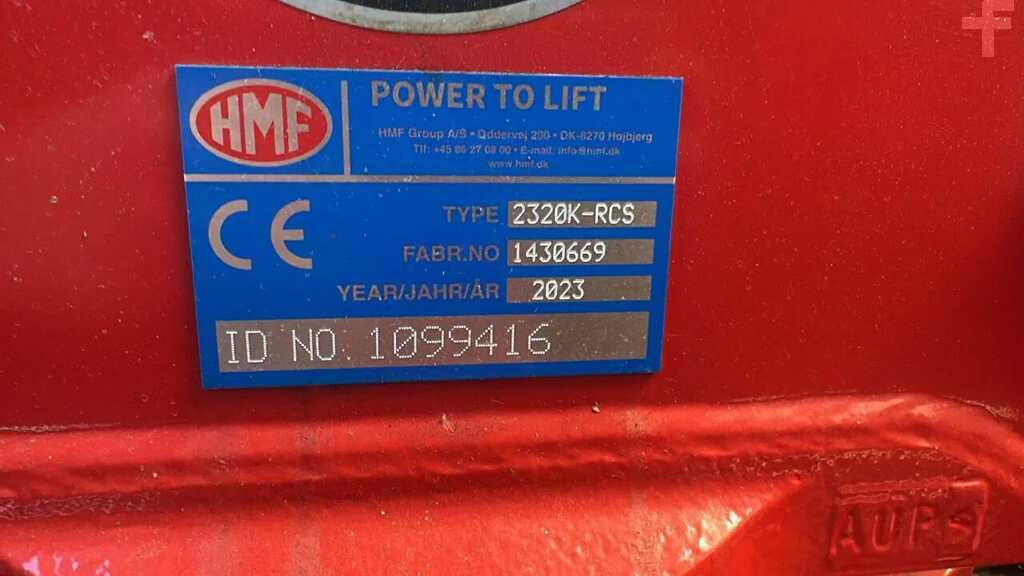 HMF
POWER TO LIFT
HMF Group A/S • Oddervej 200 • DK-8270 Højbjerg
Tlf: +45 86 27 08 00 • E-mail: info@hmf.dk
www.hmf.dk
CE
TYPE 2320K-RCS
FABR.NO 1430669
YEAR/JAHR/ÅR 2023
ID NO 1099416